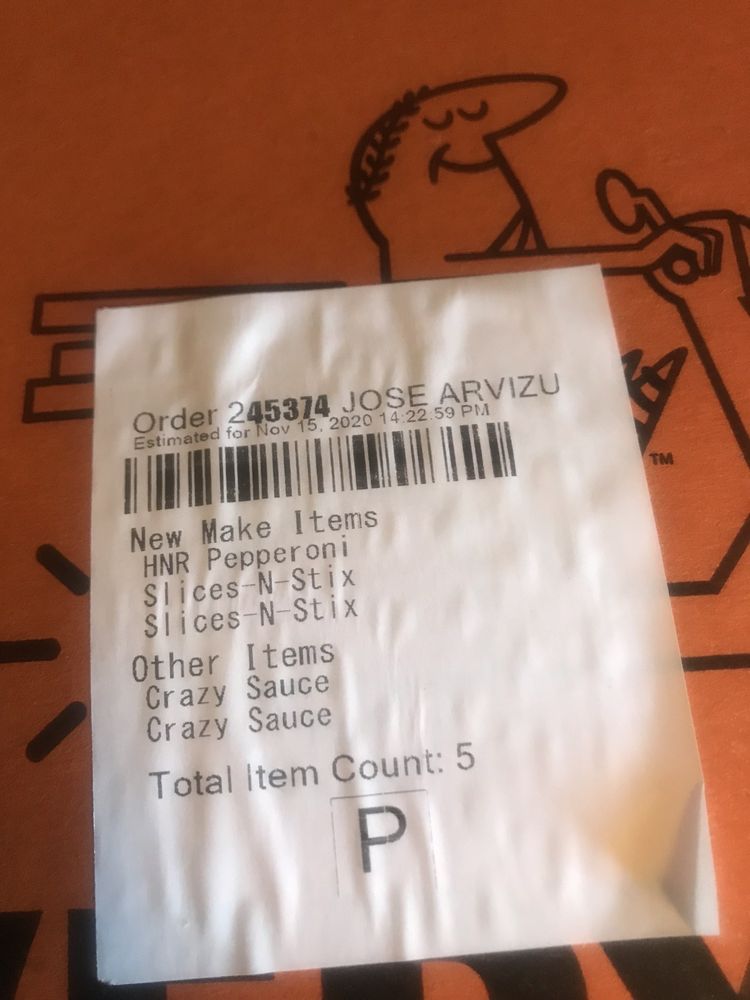 Order 245374 JOSE ARVIZU
Estimated for Nov 15, 2020 14:22:59 PM
New Make Items
HNR Pepperoni
Slices-N-Stix
Slices-N-Stix
Other Items
Crazy Sauce
Crazy Sauce
Total Item Count: 5
P
TM